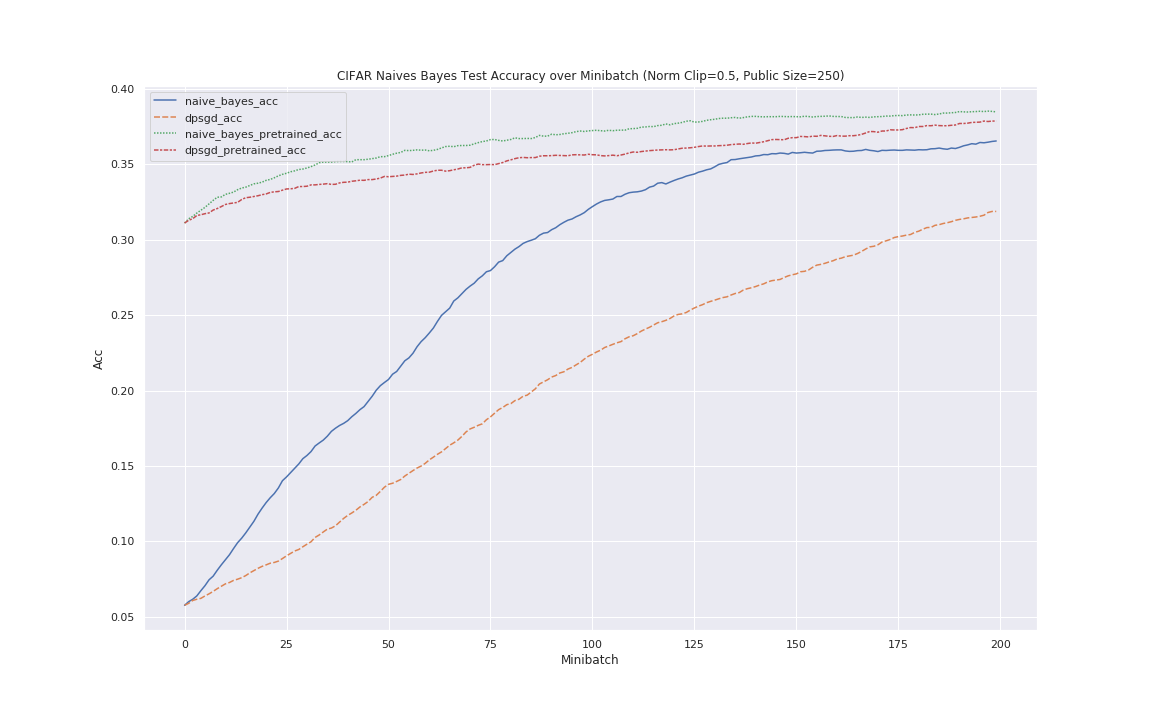 CIFAR Naives Bayes Test Accuracy over Minibatch (Norm Clip=0.5, Public Size=250)
naive_bayes_acc
dpsgd_acc
naive_bayes_pretrained_acc
dpsgd_pretrained_acc
0.40
0.35
0.30
0.25
0.20
0.15
0.10
0.05
Acc
0 25 50 75 100 125 150 175 200
Minibatch